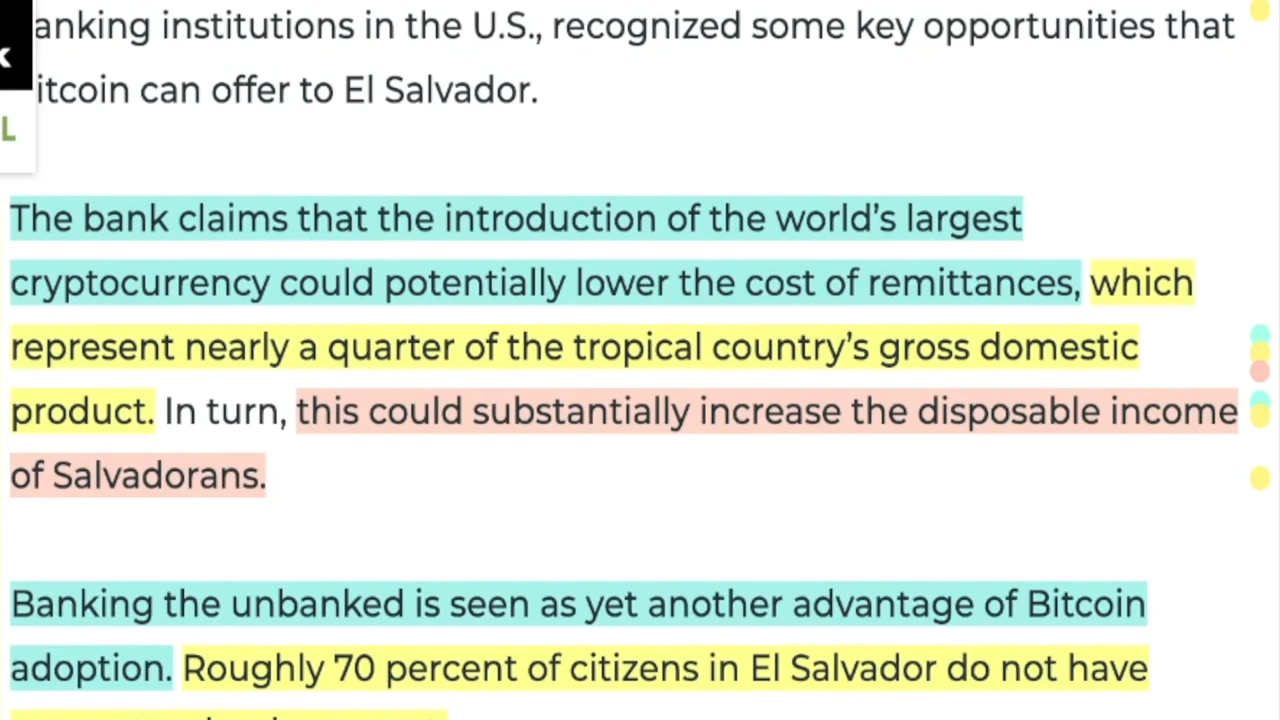 anking institutions in the U.S., recognized some key opportunities that
itcoin can offer to El Salvador.
L
The bank claims that the introduction of the world’s largest
cryptocurrency could potentially lower the cost of remittances, which
represent nearly a quarter of the tropical country’s gross domestic
product. In turn, this could substantially increase the disposable income
of Salvadorans.
Banking the unbanked is seen as yet another advantage of Bitcoin
adoption. Roughly 70 percent of citizens in El Salvador do not have